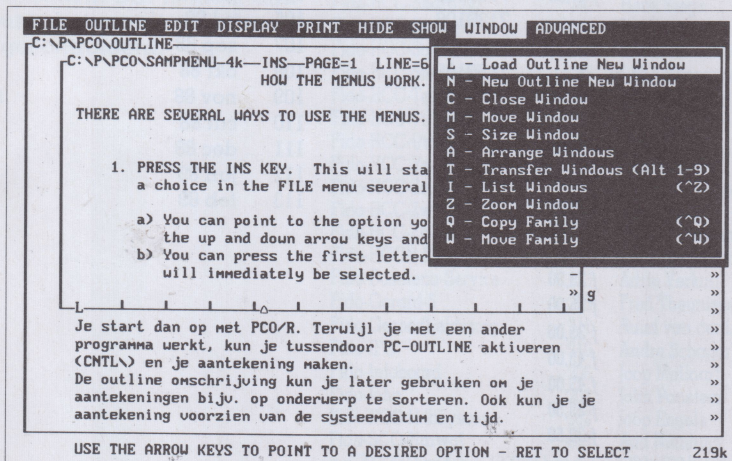 FILE OUTLINE EDIT DISPLAY PRINT HIDE SHOW WINDOW ADVANCED
C:\P\PCO\OUTLINE
C:\P\PCO\SAMPMENU-4k—INS—PAGE=1 LINE=6
HOW THE MENUS WORK.
THERE ARE SEVERAL WAYS TO USE THE MENUS.
1. PRESS THE INS KEY. This will sta
a choice in the FILE menu several
a) You can point to the option yo
the up and down arrow keys and
b) You can press the first letter
will immediately be selected.
L - Load Outline New Window
N - New Outline New Window
C - Close Window
M - Move Window
S - Size Window
A - Arrange Windows
T - Transfer Windows (Alt 1-9)
I - List Windows (^Z)
Z - Zoom Window
Q - Copy Family (^Q)
W - Move Family (^W)
» g »
L
Je start dan op met PCO/R. Terwijl je met een ander
programma werkt, kun je tussendoor PC-OUTLINE aktiveren »
(CNTL\) en je aantekening maken. »
De outline omschrijving kun je later gebruiken om je »
aantekeningen bijv. op onderwerp te sorteren. Ook kun je je »
aantekening voorzien van de systeemdatum en tijd. »
USE THE ARROW KEYS TO POINT TO A DESIRED OPTION - RET TO SELECT 219k